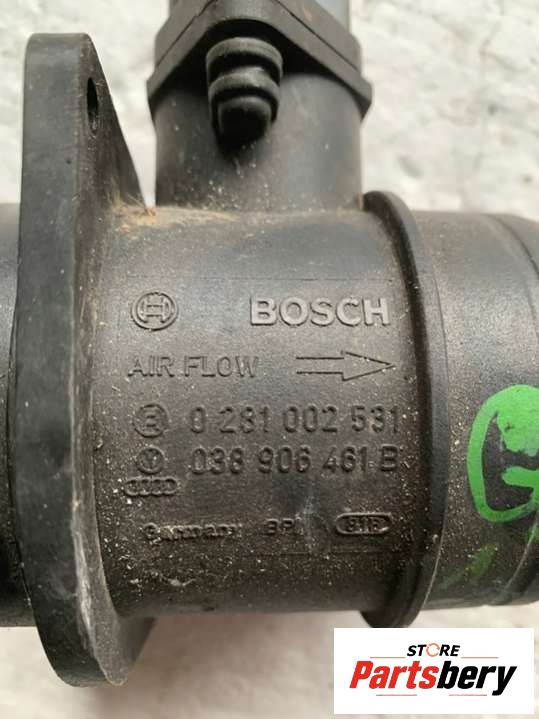 BOSCH
AIR FLOW
0 281 002 531
038 906 461 B
Germany
STORE
Partsbery